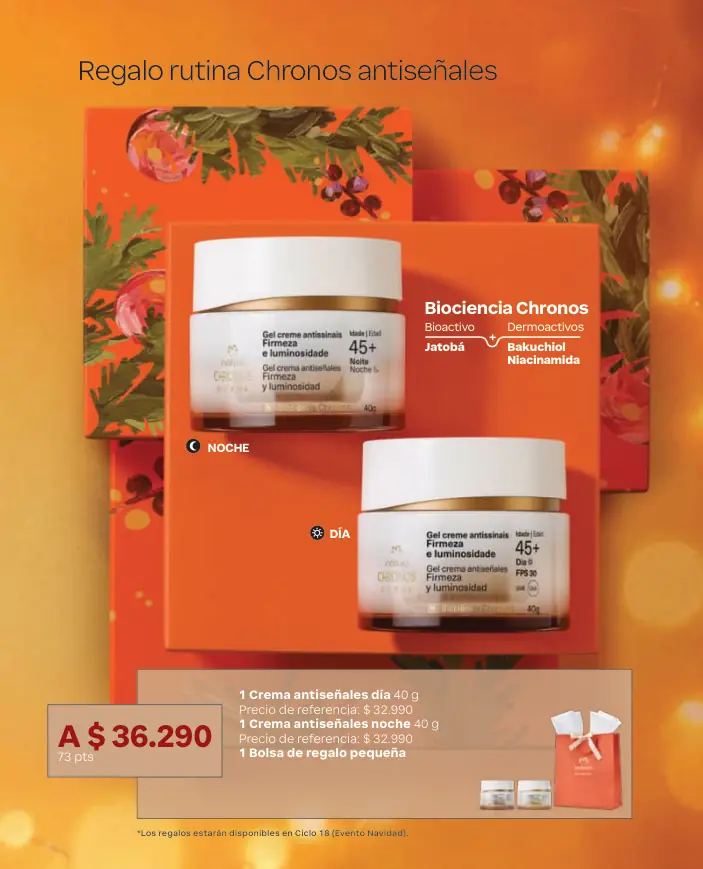 Regalo rutina Chronos antiseñales
Biociencia Chronos
Bioactivo
Dermoactivos
+
Jatobá
Bakuchiol
Niacinamida
Gel creme antissinais
Firmeza
e luminosidade
Gel crema antiseñales
Firmeza
y luminosidad
Idade | Edad
45+
Noite
Noche
natura
CHRONOS
40g
NOCHE
DÍA
Gel creme antissinais
Firmeza
e luminosidade
Gel crema antiseñales
Firmeza
y luminosidad
Idade | Edad
45+
Dia
FPS 30
natura
CHRONOS
40g
A $ 36.290
73 pts
1 Crema antiseñales día 40 g
Precio de referencia: $ 32.990
1 Crema antiseñales noche 40 g
Precio de referencia: $ 32.990
1 Bolsa de regalo pequeña
*Los regalos estarán disponibles en Ciclo 18 (Evento Navidad).